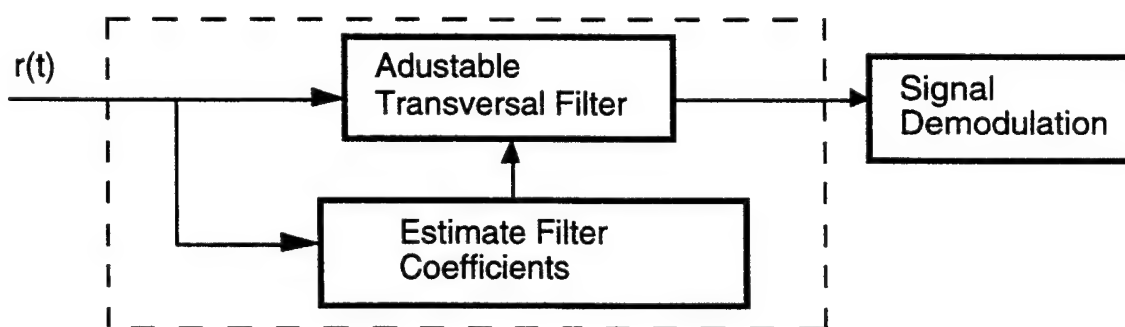 r(t)
Adustable
Transversal Filter
Signal
Demodulation
Estimate Filter
Coefficients